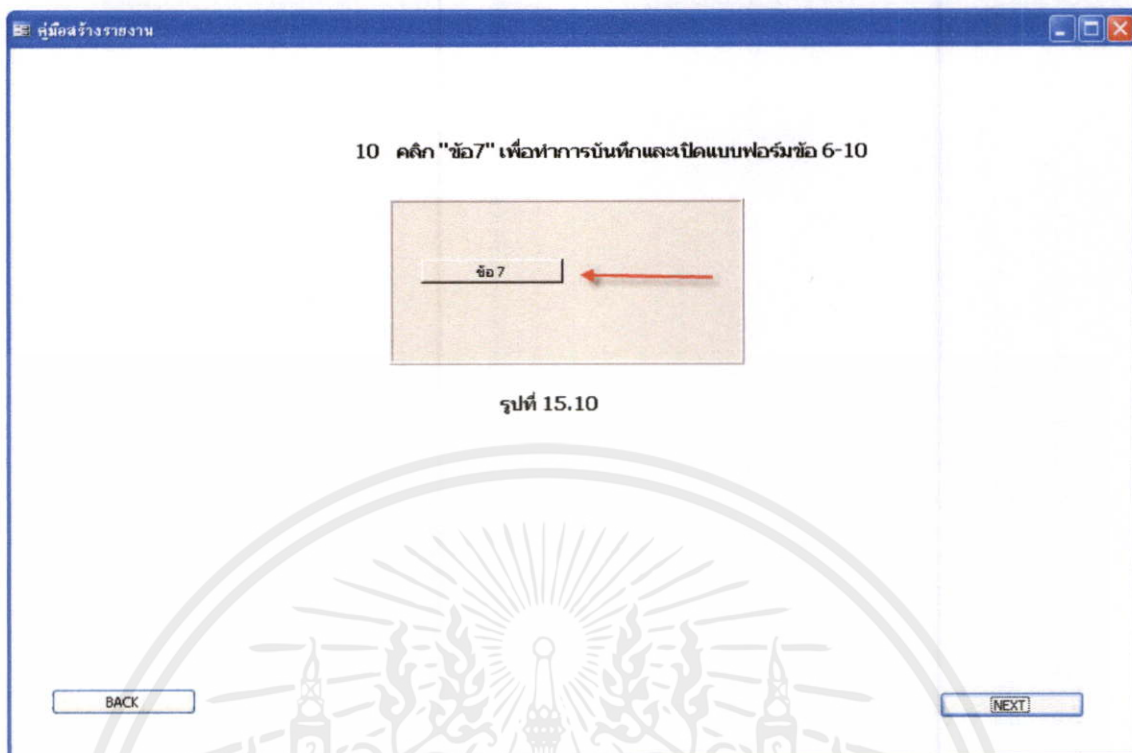 คู่มือสร้างรายงาน
10 คลิก "ข้อ7" เพื่อทำการบันทึกและเปิดแบบฟอร์มข้อ 6-10
ข้อ 7
รูปที่ 15.10
BACK
NEXT